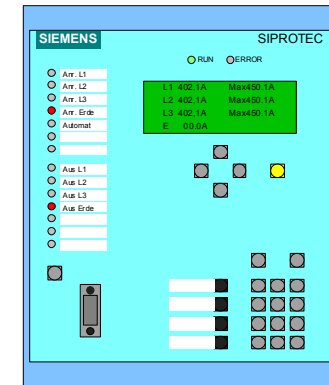 SIEMENS SIPROTEC
RUN ERROR
Anr. L1
Anr. L2
Anr. L3
Anr. Erde
Automat
L1 402,1A Max450.1A
L2 402,1A Max450.1A
L3 402,1A Max450.1A
E 00.0A
Aus L1
Aus L2
Aus L3
Aus Erde